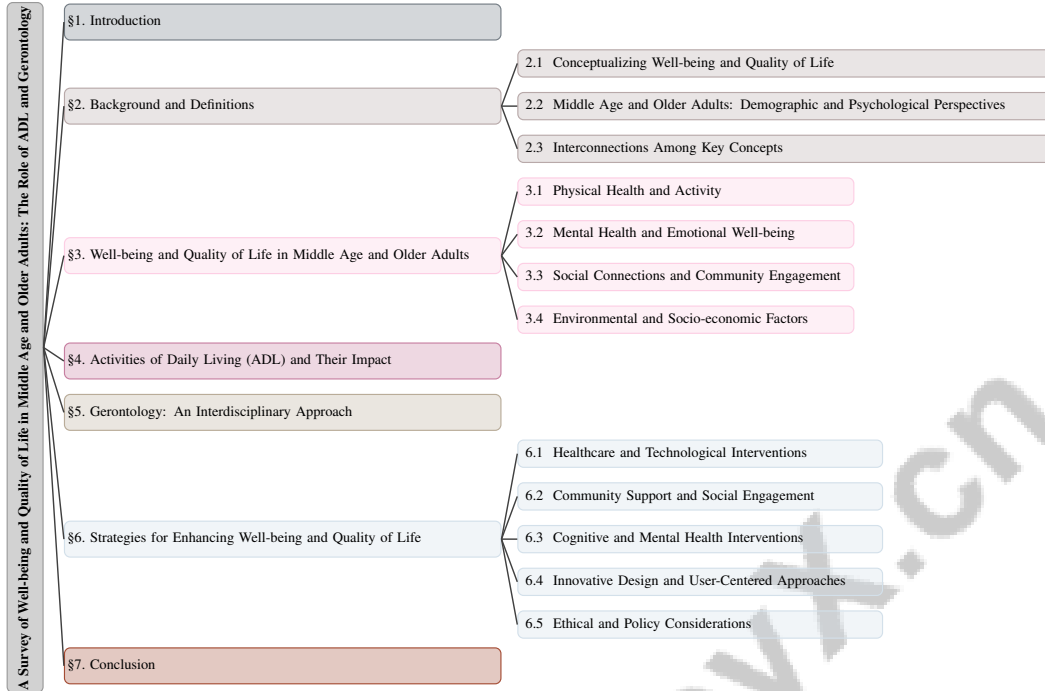 A Survey of Well-being and Quality of Life in Middle Age and Older Adults: The Role of ADL and Gerontology
§1. Introduction
§2. Background and Definitions
2.1 Conceptualizing Well-being and Quality of Life
2.2 Middle Age and Older Adults: Demographic and Psychological Perspectives
2.3 Interconnections Among Key Concepts
§3. Well-being and Quality of Life in Middle Age and Older Adults
3.1 Physical Health and Activity
3.2 Mental Health and Emotional Well-being
3.3 Social Connections and Community Engagement
3.4 Environmental and Socio-economic Factors
§4. Activities of Daily Living (ADL) and Their Impact
§5. Gerontology: An Interdisciplinary Approach
§6. Strategies for Enhancing Well-being and Quality of Life
6.1 Healthcare and Technological Interventions
6.2 Community Support and Social Engagement
6.3 Cognitive and Mental Health Interventions
6.4 Innovative Design and User-Centered Approaches
6.5 Ethical and Policy Considerations
§7. Conclusion